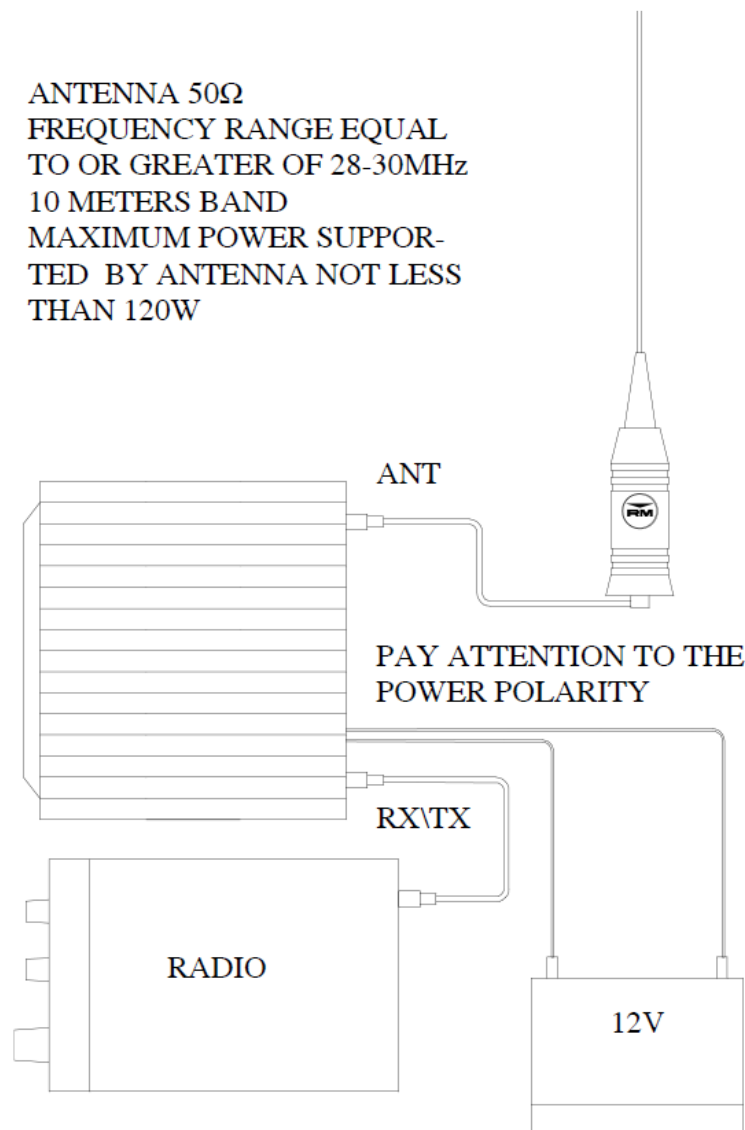 ANTENNA 50Ω
FREQUENCY RANGE EQUAL
TO OR GREATER OF 28-30MHz
10 METERS BAND
MAXIMUM POWER SUPPOR-
TED BY ANTENNA NOT LESS
THAN 120W
ANT
RM
PAY ATTENTION TO THE
POWER POLARITY
RX\TX
RADIO
12V